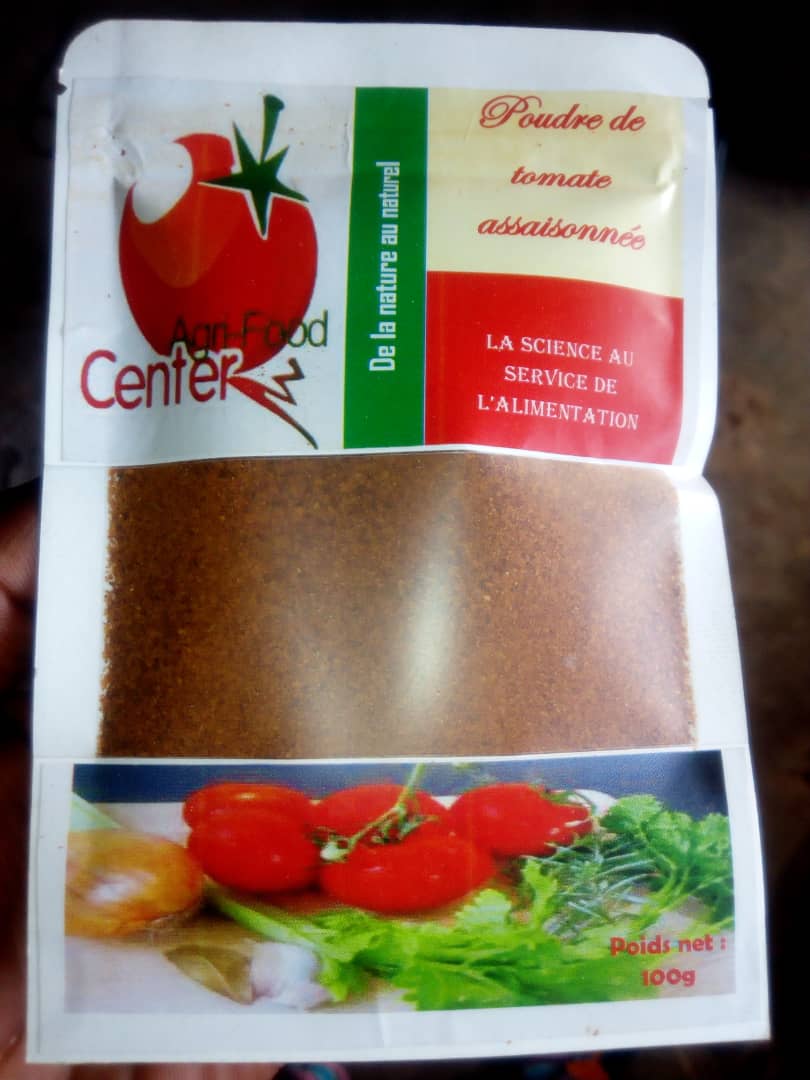 Agri-Food
Center
De la nature au naturel
Poudre de
tomate
assaisonnée
LA SCIENCE AU
SERVICE DE
L'ALIMENTATION
Poids net :
100g